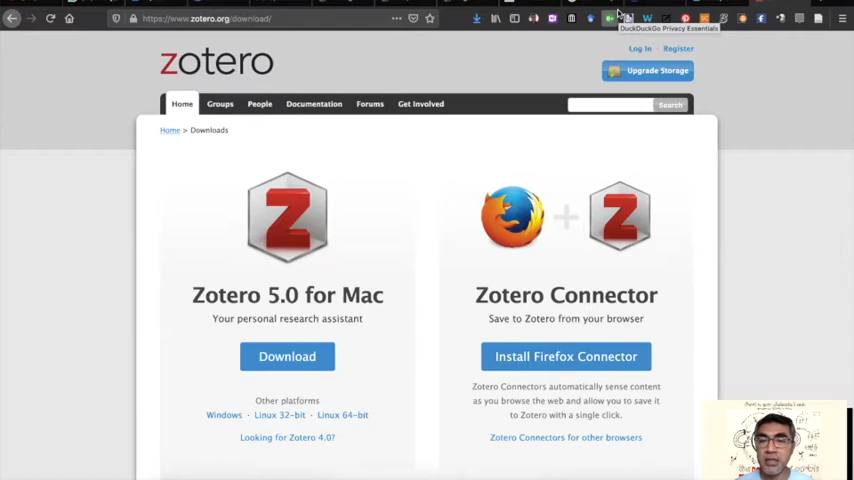 https://www.zotero.org/download/
DuckDuckGo Privacy Essentials
Log In · Register
zotero
Upgrade Storage
Home
Groups
People
Documentation
Forums
Get Involved
Search
Home > Downloads
Z
Z
Zotero 5.0 for Mac
Your personal research assistant
Download
Other platforms
Windows · Linux 32-bit · Linux 64-bit
Looking for Zotero 4.0?
Zotero Connector
Save to Zotero from your browser
Install Firefox Connector
Zotero Connectors automatically sense content
as you browse the web and allow you to save it
to Zotero with a single click.
Zotero Connectors for other browsers